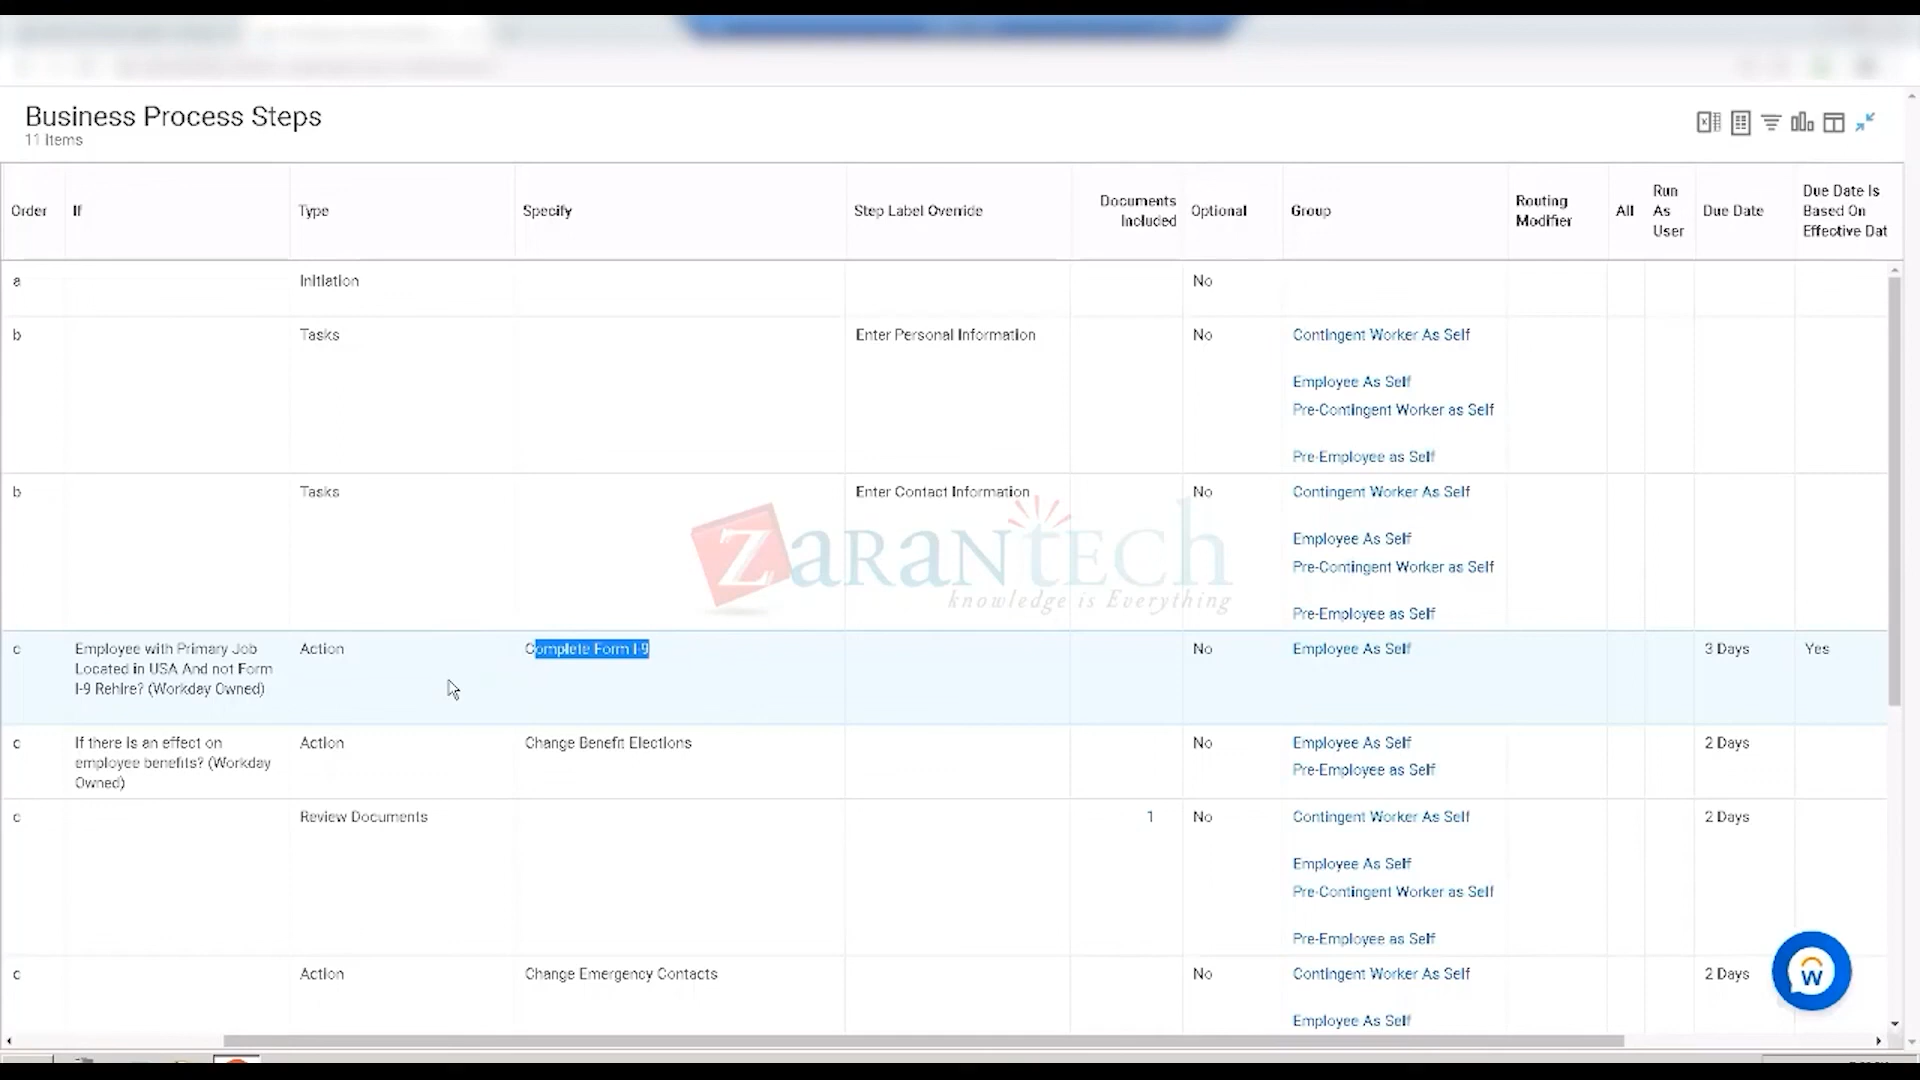 Business Process Steps
11 Items
Order If Type Specify Step Label Override Documents Included Optional Group Routing Modifier All Run As User Due Date Due Date Is Based On Effective Dat
a Initiation No
b Tasks Enter Personal Information No Contingent Worker As Self
Employee As Self
Pre-Contingent Worker as Self
Pre-Employee as Self
b Tasks Enter Contact Information No Contingent Worker As Self
Employee As Self
Pre-Contingent Worker as Self
Pre-Employee as Self
ZARANTECH
knowledge is Everything
c Employee with Primary Job Action Complete Form I-9 No Employee As Self 3 Days Yes
Located in USA And not Form
I-9 Rehire? (Workday Owned)
c If there is an effect on Action Change Benefit Elections No Employee As Self 2 Days
employee benefits? (Workday Pre-Employee as Self
Owned)
c Review Documents 1 No Contingent Worker As Self 2 Days
Employee As Self
Pre-Contingent Worker as Self
Pre-Employee as Self
c Action Change Emergency Contacts No Contingent Worker As Self 2 Days
Employee As Self
W